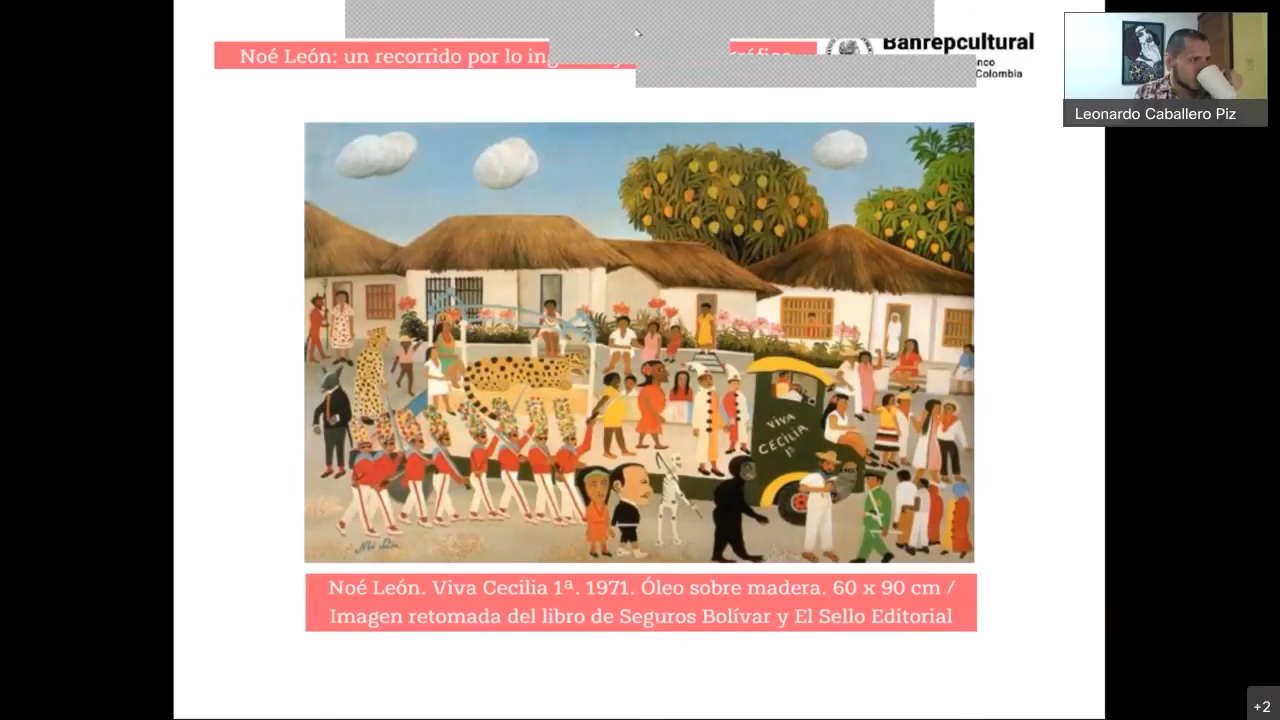 Noé León: un recorrido por lo
Banrepcultural
Colombia
Leonardo Caballero Piz
VIVA
CECILIA
1ª
Noé León
Noé León. Viva Cecilia 1ª. 1971. Óleo sobre madera. 60 x 90 cm /
Imagen retomada del libro de Seguros Bolívar y El Sello Editorial
+2